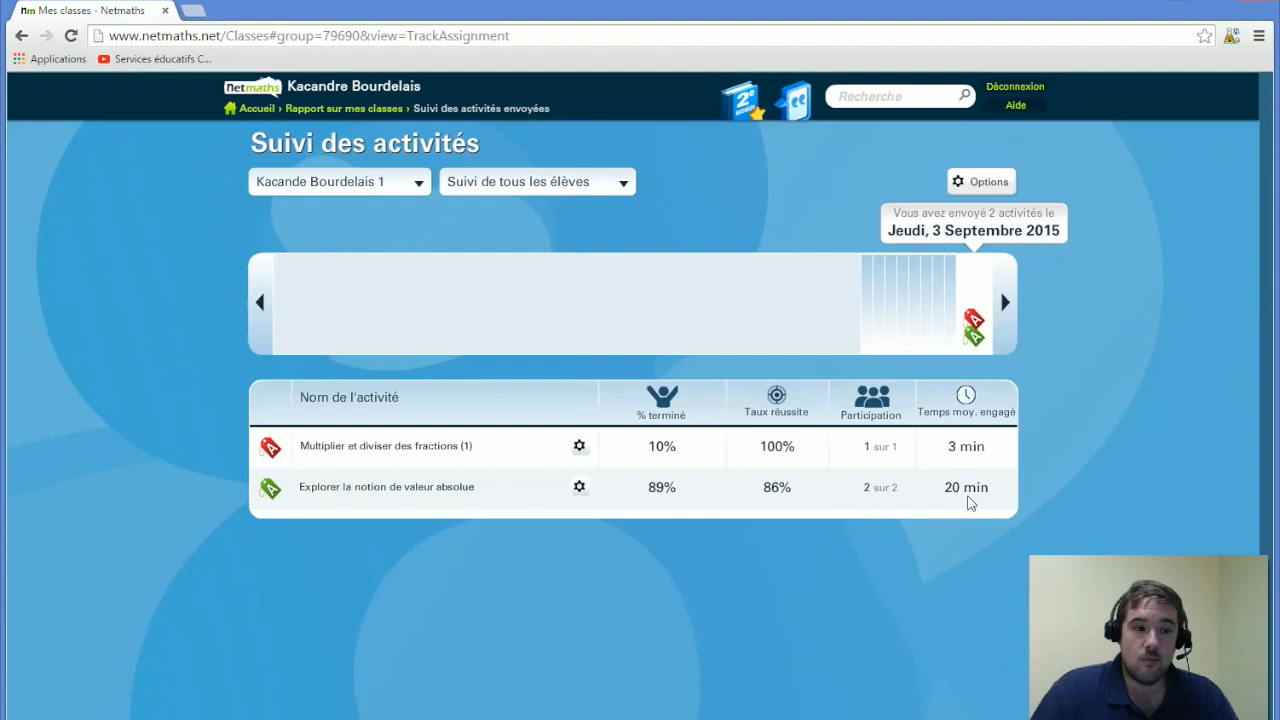 Mes classes - Netmaths
www.netmaths.net/Classes#group=79690&view=TrackAssignment
Applications
Services éducatifs C...
netmaths
Kacandre Bourdelais
Accueil › Rapport sur mes classes › Suivi des activités envoyées
2e
Recherche
Déconnexion
Aide
Suivi des activités
Kacande Bourdelais 1
Suivi de tous les élèves
Options
Vous avez envoyé 2 activités le
Jeudi, 3 Septembre 2015
A
A
Nom de l'activité
% terminé
Taux réussite
Participation
Temps moy. engagé
A Multiplier et diviser des fractions (1) 10% 100% 1 sur 1 3 min
A Explorer la notion de valeur absolue 89% 86% 2 sur 2 20 min